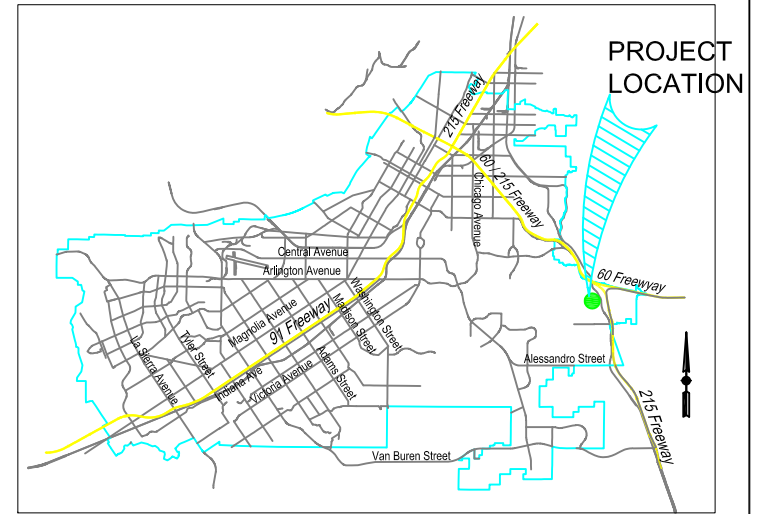 PROJECT
LOCATION
215 Freeway
60 / 215 Freeway
Chicago Avenue
Central Avenue
Arlington Avenue
60 Freewyay
Washington Street
Madison Street
Magnolia Avenue
91 Freeway
Tyler Street
La Sierra Avenue
Adams Street
Indiana Ave
Victoria Avenue
Alessandro Street
215 Freeway
Van Buren Street